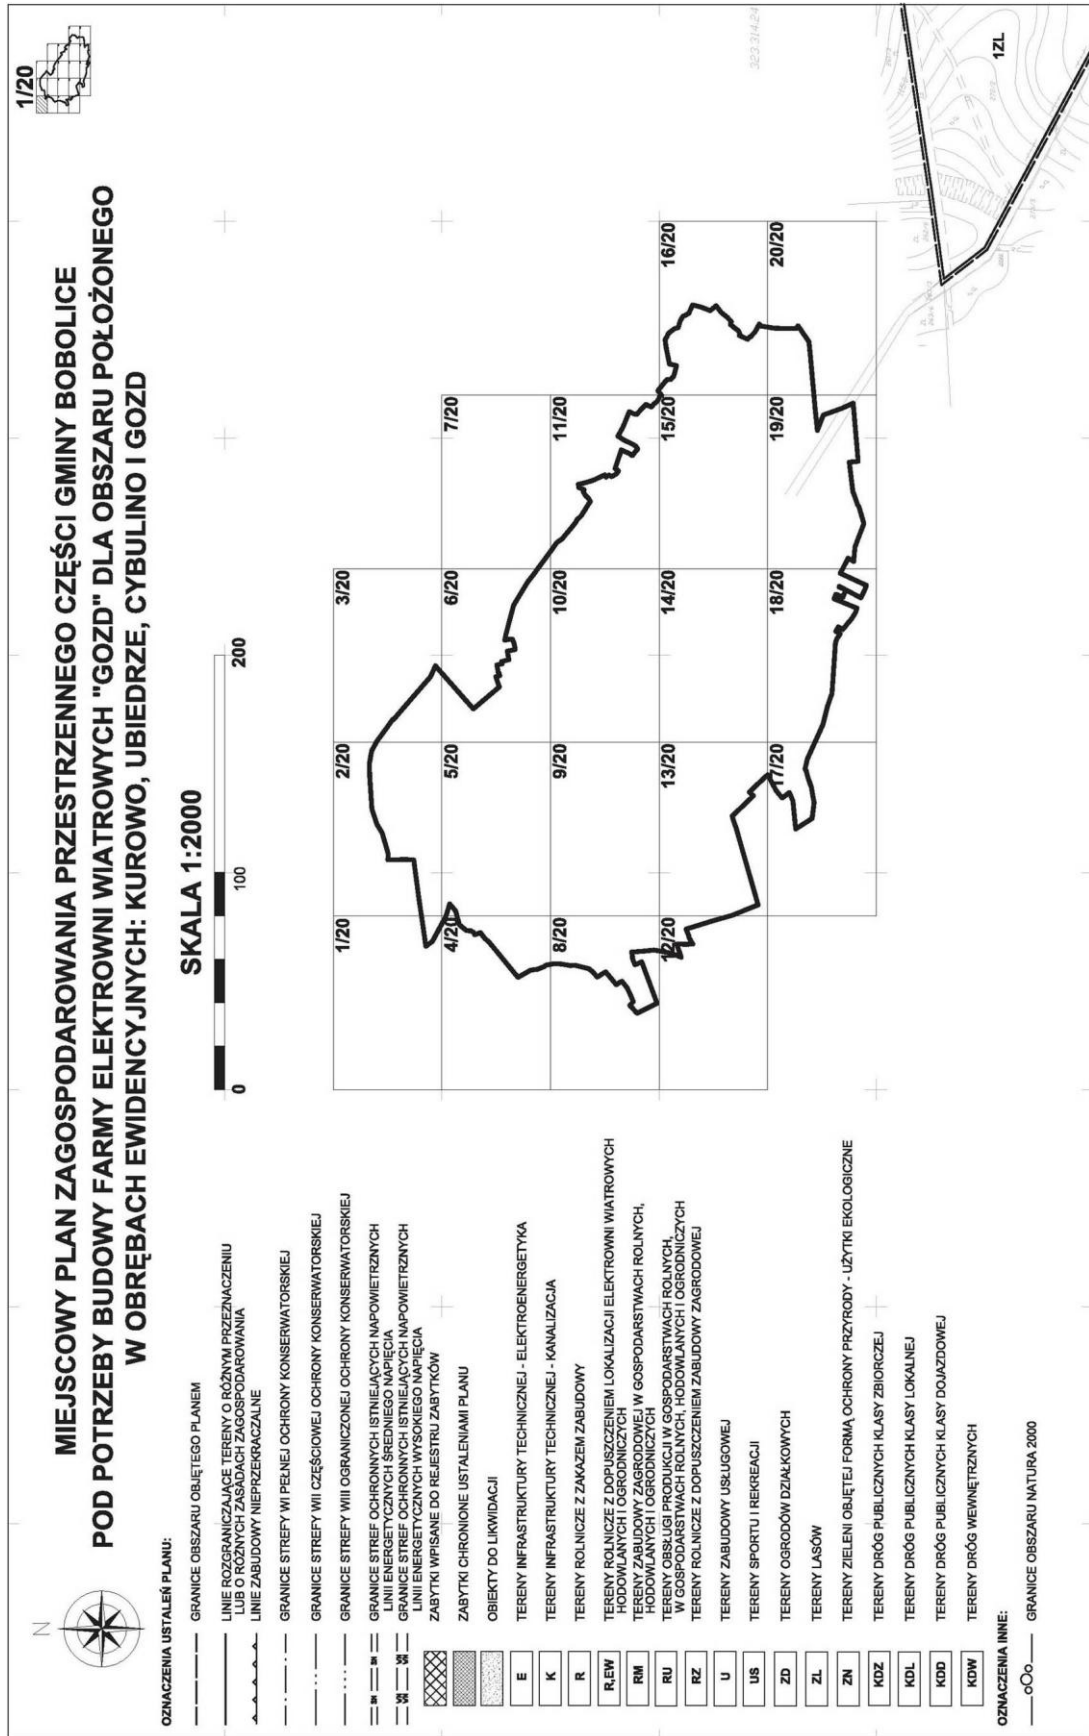 1/20
MIEJSCOWY PLAN ZAGOSPODAROWANIA PRZESTRZENNEGO CZĘŚCI GMINY BOBOLICE
POD POTRZEBY BUDOWY FARMY ELEKTROWNI WIATROWYCH "GOZD" DLA OBSZARU POŁOŻONEGO
W OBRĘBACH EWIDENCYJNYCH: KUROWO, UBIEDRZE, CYBULINO I GOZD
N
SKALA 1:2000
0 100 200
OZNACZENIA USTALEŃ PLANU:
GRANICE OBSZARU OBJĘTEGO PLANEM
LINIE ROZGRANICZAJĄCE TERENY O RÓŻNYM PRZEZNACZENIU
LUB O RÓŻNYCH ZASADACH ZAGOSPODAROWANIA
LINIE ZABUDOWY NIEPRZEKRACZALNE
GRANICE STREFY WI PEŁNEJ OCHRONY KONSERWATORSKIEJ
GRANICE STREFY WII CZĘŚCIOWEJ OCHRONY KONSERWATORSKIEJ
GRANICE STREFY WIII OGRANICZONEJ OCHRONY KONSERWATORSKIEJ
SN SN GRANICE STREF OCHRONNYCH ISTNIEJĄCYCH NAPOWIETRZNYCH
LINII ENERGETYCZNYCH ŚREDNIEGO NAPIĘCIA
WN WN GRANICE STREF OCHRONNYCH ISTNIEJĄCYCH NAPOWIETRZNYCH
LINII ENERGETYCZNYCH WYSOKIEGO NAPIĘCIA
ZABYTKI WPISANE DO REJESTRU ZABYTKÓW
ZABYTKI CHRONIONE USTALENIAMI PLANU
OBIEKTY DO LIKWIDACJI
E TERENY INFRASTRUKTURY TECHNICZNEJ - ELEKTROENERGETYKA
K TERENY INFRASTRUKTURY TECHNICZNEJ - KANALIZACJA
R TERENY ROLNICZE Z ZAKAZEM ZABUDOWY
R,EW TERENY ROLNICZE Z DOPUSZCZENIEM LOKALIZACJI ELEKTROWNI WIATROWYCH
HODOWLANYCH I OGRODNICZYCH
RM TERENY ZABUDOWY ZAGRODOWEJ W GOSPODARSTWACH ROLNYCH,
HODOWLANYCH I OGRODNICZYCH
RU TERENY OBSŁUGI PRODUKCJI W GOSPODARSTWACH ROLNYCH,
W GOSPODARSTWACH ROLNYCH, HODOWLANYCH I OGRODNICZYCH
RZ TERENY ROLNICZE Z DOPUSZCZENIEM ZABUDOWY ZAGRODOWEJ
U TERENY ZABUDOWY USŁUGOWEJ
US TERENY SPORTU I REKREACJI
ZD TERENY OGRODÓW DZIAŁKOWYCH
ZL TERENY LASÓW
ZN TERENY ZIELENI OBJĘTEJ FORMĄ OCHRONY PRZYRODY - UŻYTKI EKOLOGICZNE
KDZ TERENY DRÓG PUBLICZNYCH KLASY ZBIORCZEJ
KDL TERENY DRÓG PUBLICZNYCH KLASY LOKALNEJ
KDD TERENY DRÓG PUBLICZNYCH KLASY DOJAZDOWEJ
KDW TERENY DRÓG WEWNĘTRZNYCH
OZNACZENIA INNE:
GRANICE OBSZARU NATURA 2000
1/20 2/20 3/20
4/20 5/20 6/20 7/20
8/20 9/20 10/20 11/20
12/20 13/20 14/20 15/20 16/20
17/20 18/20 19/20 20/20
323.314.24
1ZL